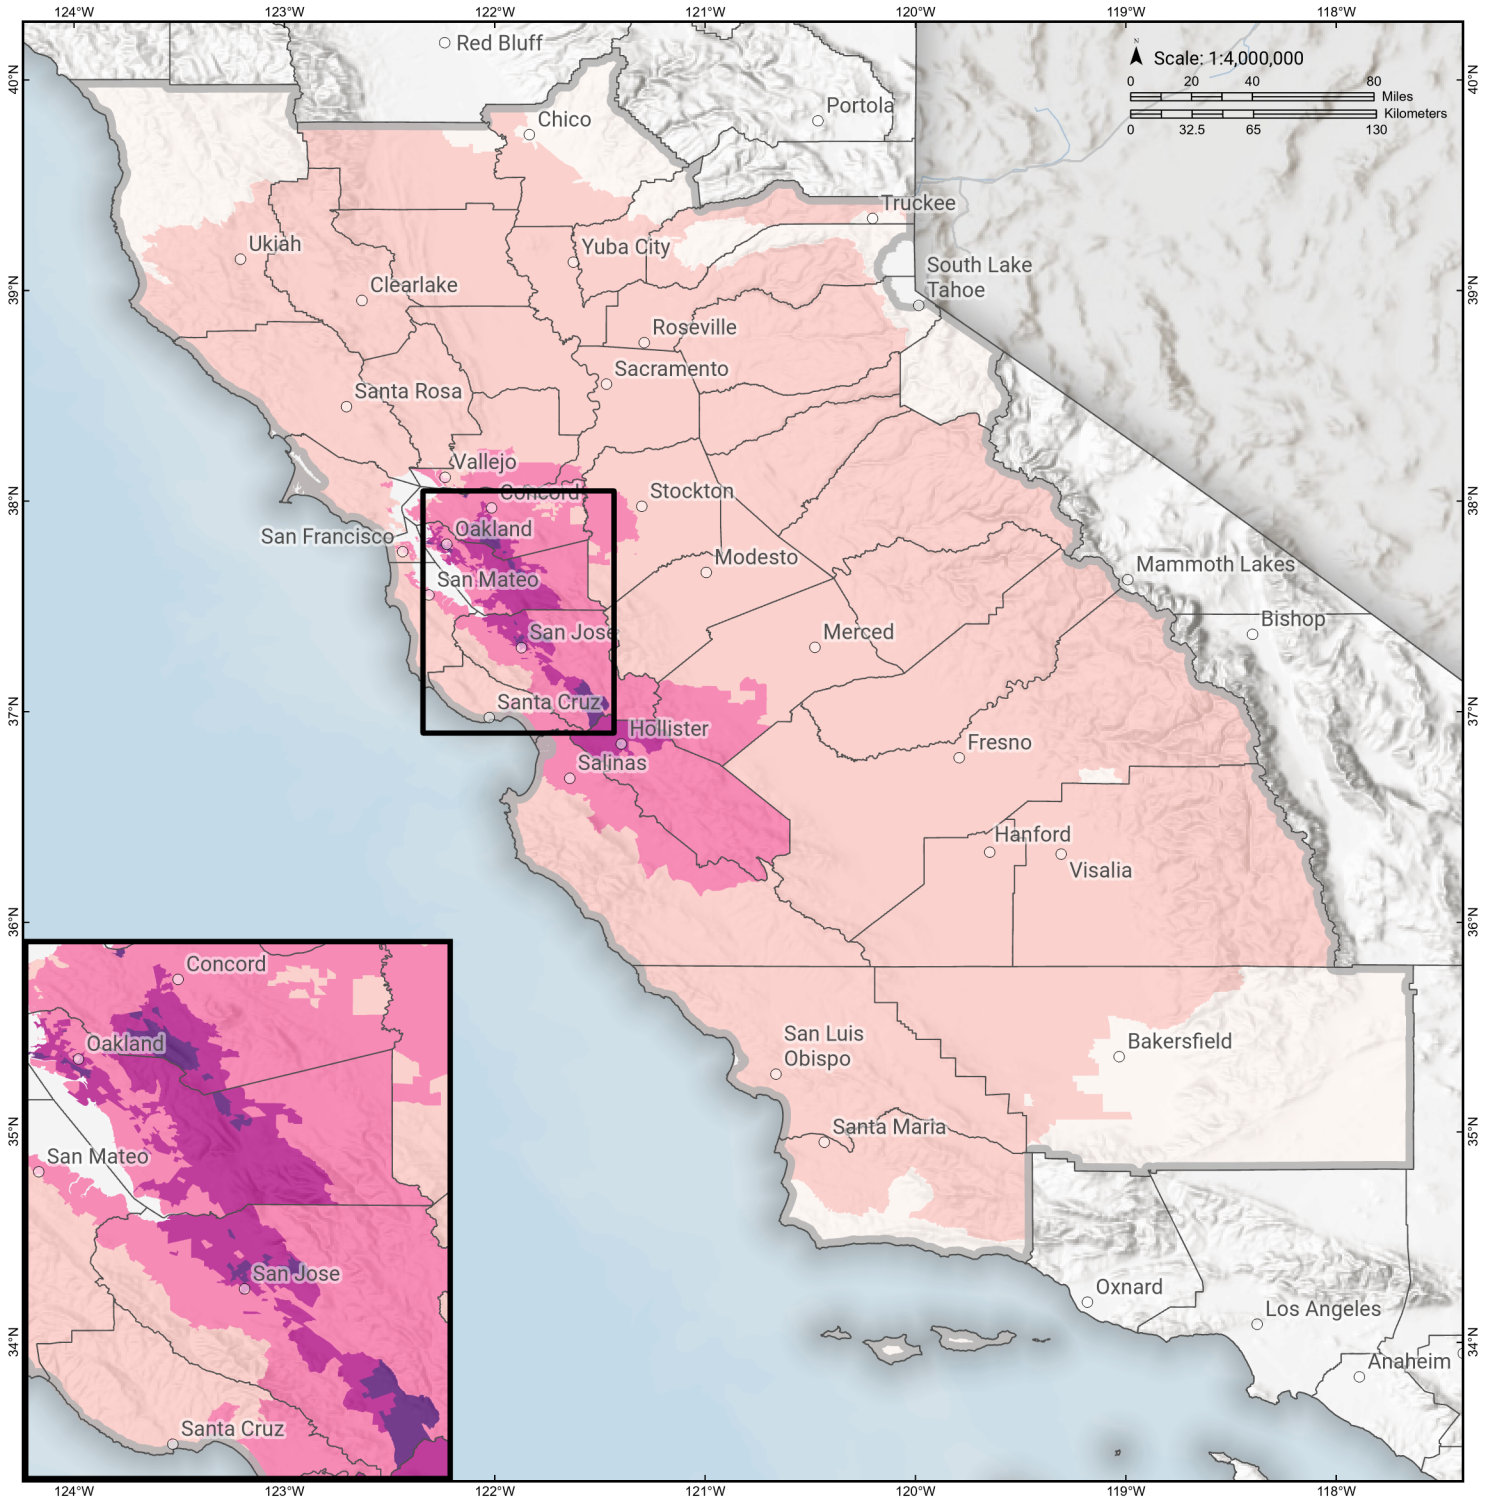 124°W 123°W 122°W 121°W 120°W 119°W 118°W
Red Bluff
N
Scale: 1:4,000,000
0 20 40 80
Miles
Kilometers
0 32.5 65 130
40°N
40°N
Portola
Chico
Truckee
Ukiah
Yuba City
South Lake
Tahoe
Clearlake
39°N
39°N
Roseville
Sacramento
Santa Rosa
Vallejo
Concord
Stockton
38°N
38°N
Oakland
San Francisco
Modesto
Mammoth Lakes
San Mateo
Bishop
San Jose
Merced
Santa Cruz
37°N
37°N
Hollister
Fresno
Salinas
Hanford
Visalia
36°N
36°N
Concord
Oakland
San Mateo
San Jose
Santa Cruz
San Luis
Obispo
Bakersfield
35°N
35°N
Santa Maria
Oxnard
Los Angeles
34°N
34°N
Anaheim
124°W 123°W 122°W 121°W 120°W 119°W 118°W